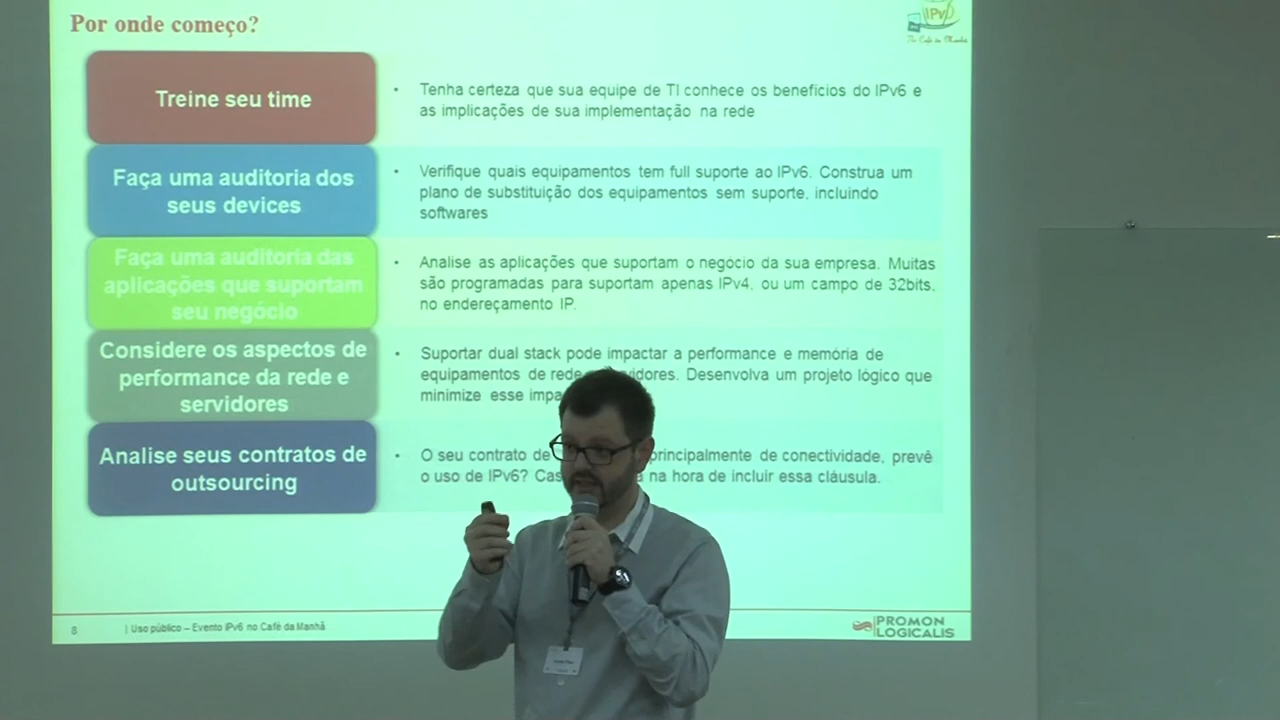 Por onde começo?
IPv6
Treine seu time
Tenha certeza que sua equipe de TI conhece os beneficios do IPv6 e
as implicações de sua implementação na rede
Faça uma auditoria dos
seus devices
Verifique quais equipamentos tem full suporte ao IPv6. Construa um
plano de substituição dos equipamentos sem suporte, incluindo
softwares
Faça uma auditoria das
aplicações que suportam
seu negócio
Analise as aplicações que suportam o negocio da sua empresa. Muitas
são programadas para suportam apenas IPv4, ou um campo de 32bits,
no endereçamento IP.
Considere os aspectos de
performance da rede e
servidores
Suportar dual stack pode impactar a performance e memória de
equipamentos de rede Desenvolva um projeto lógico que
minimize esse
Analise seus contratos de
outsourcing
O seu contrato de principalmente de conectividade, prevê
o uso de IPv6? na hora de incluir essa cláusula.
8 | Uso público – Evento IPv6 no Café da Manhã
PROMON
LOGICALIS